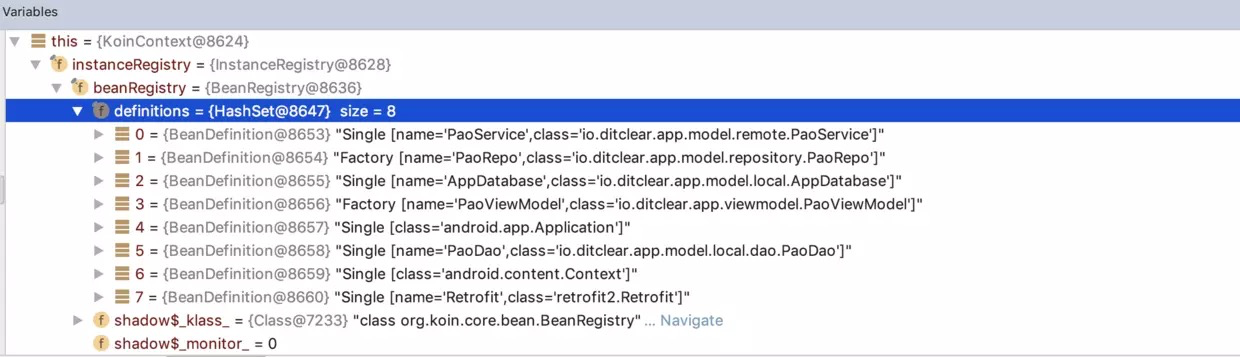 Variables
this = {KoinContext@8624}
instanceRegistry = {InstanceRegistry@8628}
beanRegistry = {BeanRegistry@8636}
definitions = {HashSet@8647} size = 8
0 = {BeanDefinition@8653} "Single [name='PaoService',class='io.ditclear.app.model.remote.PaoService']"
1 = {BeanDefinition@8654} "Factory [name='PaoRepo',class='io.ditclear.app.model.repository.PaoRepo']"
2 = {BeanDefinition@8655} "Single [name='AppDatabase',class='io.ditclear.app.model.local.AppDatabase']"
3 = {BeanDefinition@8656} "Factory [name='PaoViewModel',class='io.ditclear.app.viewmodel.PaoViewModel']"
4 = {BeanDefinition@8657} "Single [class='android.app.Application']"
5 = {BeanDefinition@8658} "Single [name='PaoDao',class='io.ditclear.app.model.local.dao.PaoDao']"
6 = {BeanDefinition@8659} "Single [class='android.content.Context']"
7 = {BeanDefinition@8660} "Single [name='Retrofit',class='retrofit2.Retrofit']"
shadow$_klass_ = {Class@7233} "class org.koin.core.bean.BeanRegistry" ... Navigate
shadow$_monitor_ = 0